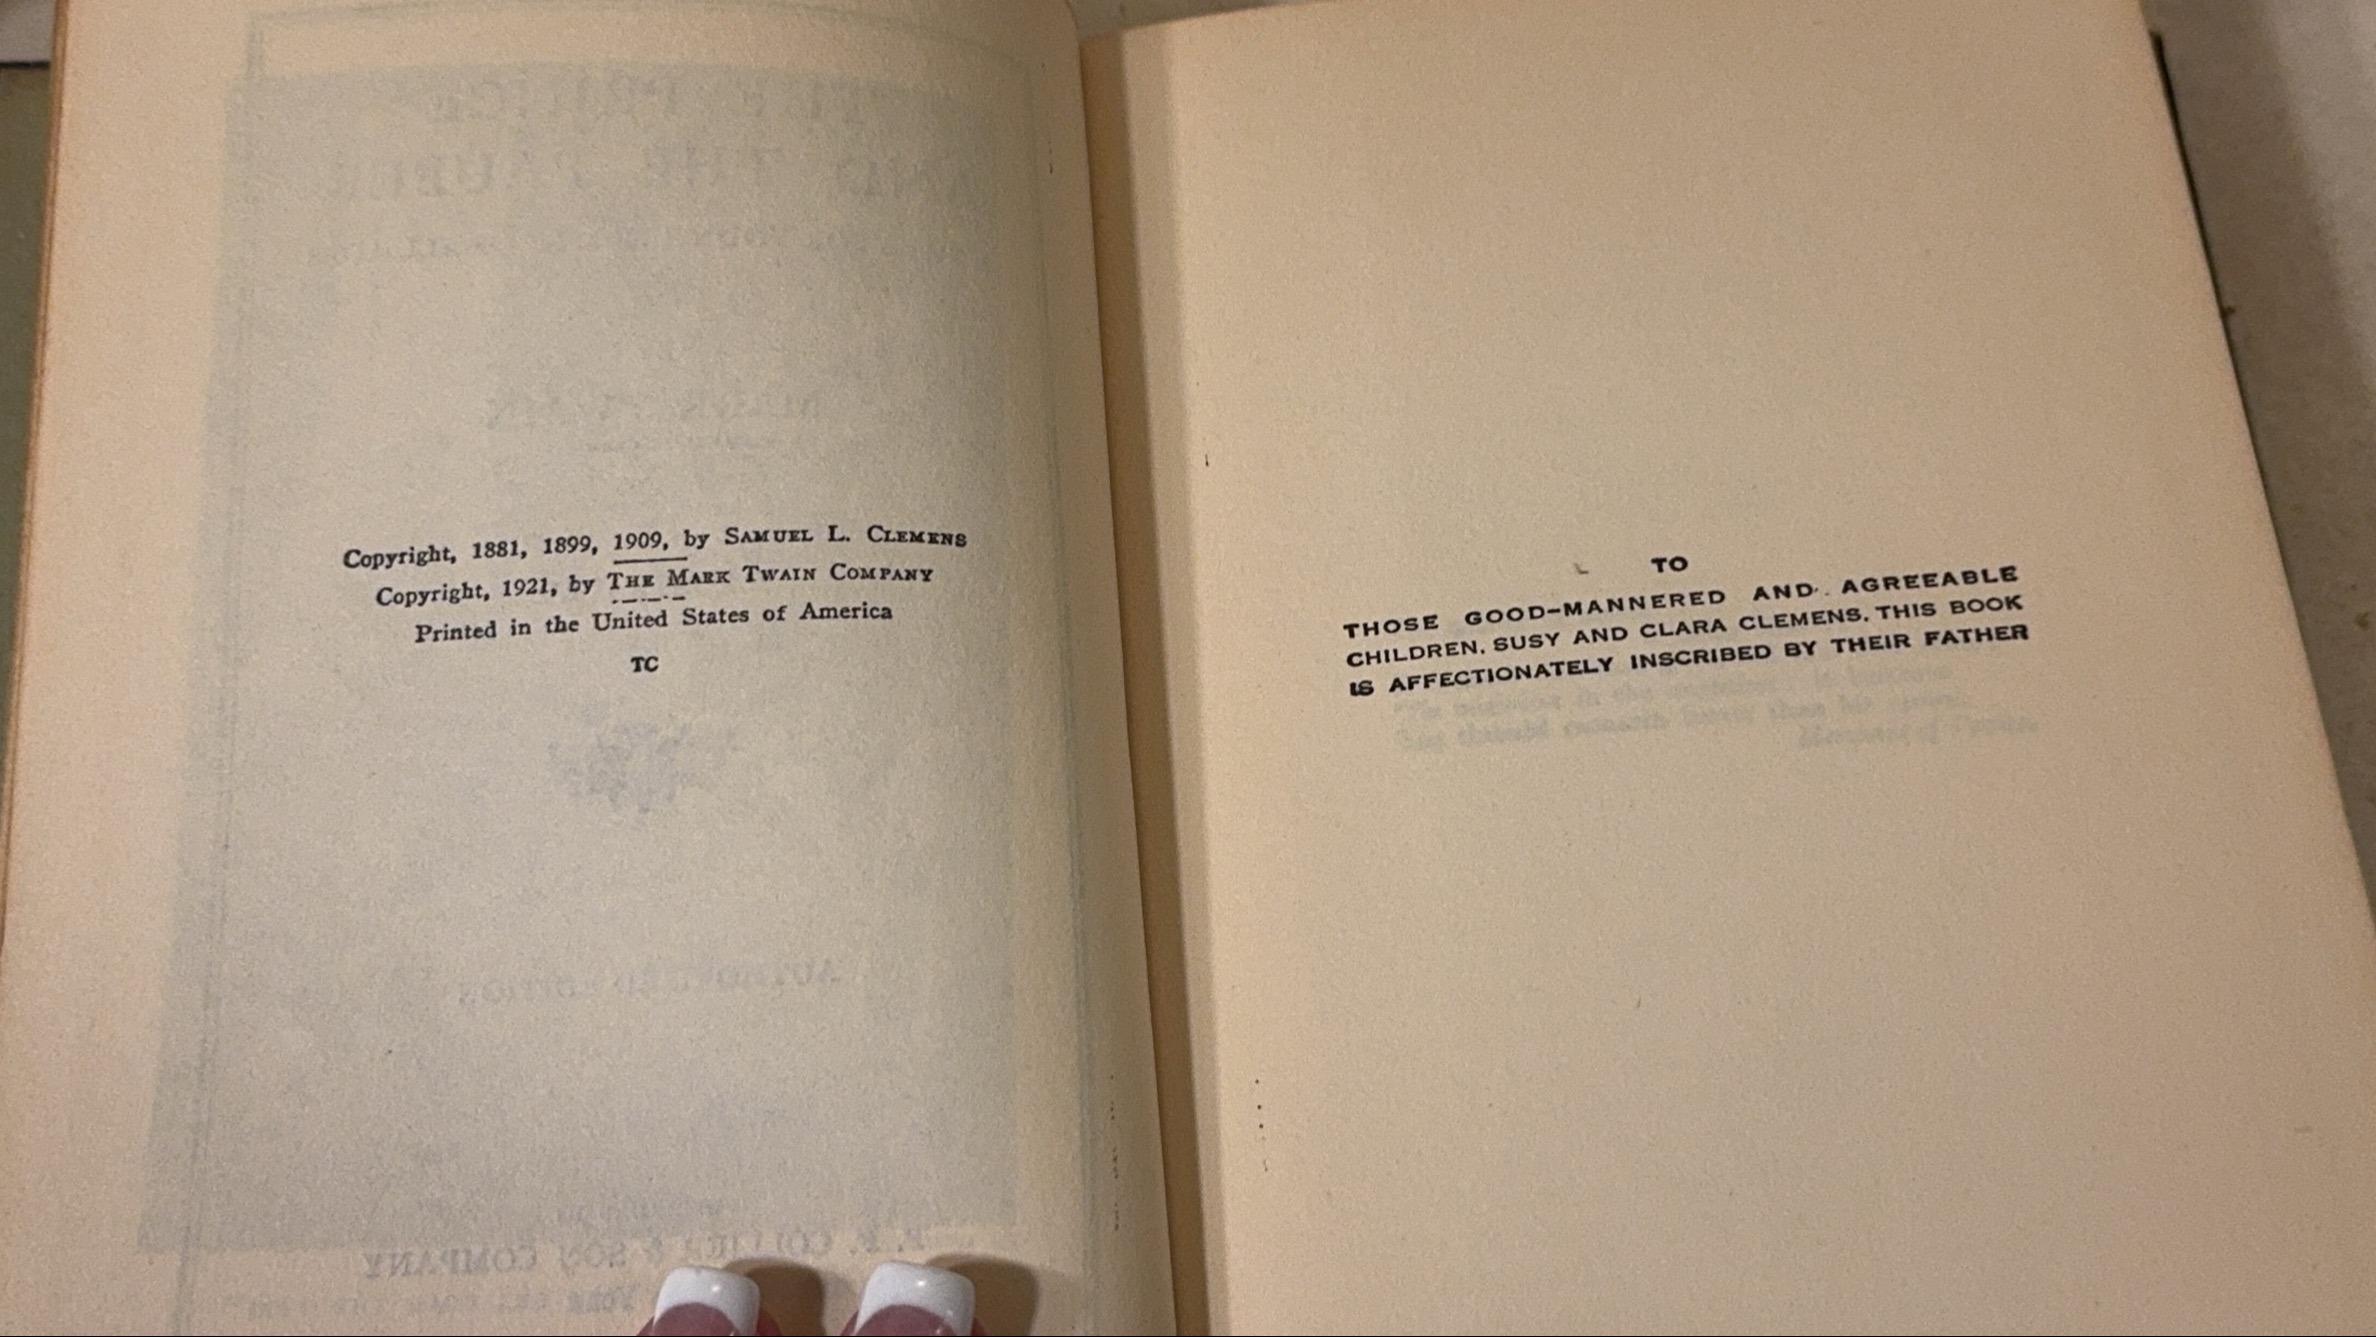 Copyright, 1881, 1899, 1909, by SAMUEL L. CLEMENS
Copyright, 1921, by THE MARK TWAIN COMPANY
Printed in the United States of America
TC
TO
THOSE GOOD-MANNERED AND AGREEABLE
CHILDREN, SUSY AND CLARA CLEMENS, THIS BOOK
IS AFFECTIONATELY INSCRIBED BY THEIR FATHER